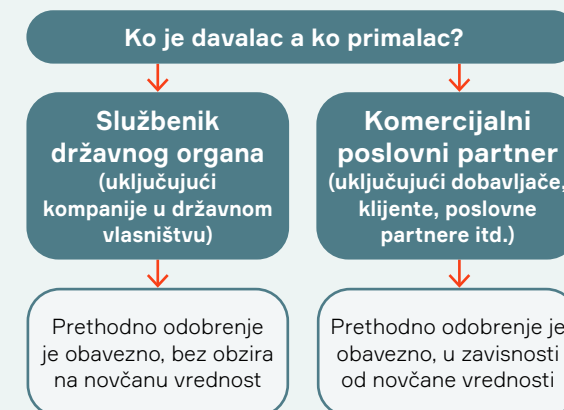 Ko je davalac a ko primalac?
Službenik
državnog organa
(uključujući
kompanije u državnom
vlasništvu)
Komercijalni
poslovni partner
(uključujući dobavljače,
klijente, poslovne
partnere itd.)
Prethodno odobrenje
je obavezno, bez obzira
na novčanu vrednost
Prethodno odobrenje je
obavezno, u zavisnosti
od novčane vrednosti